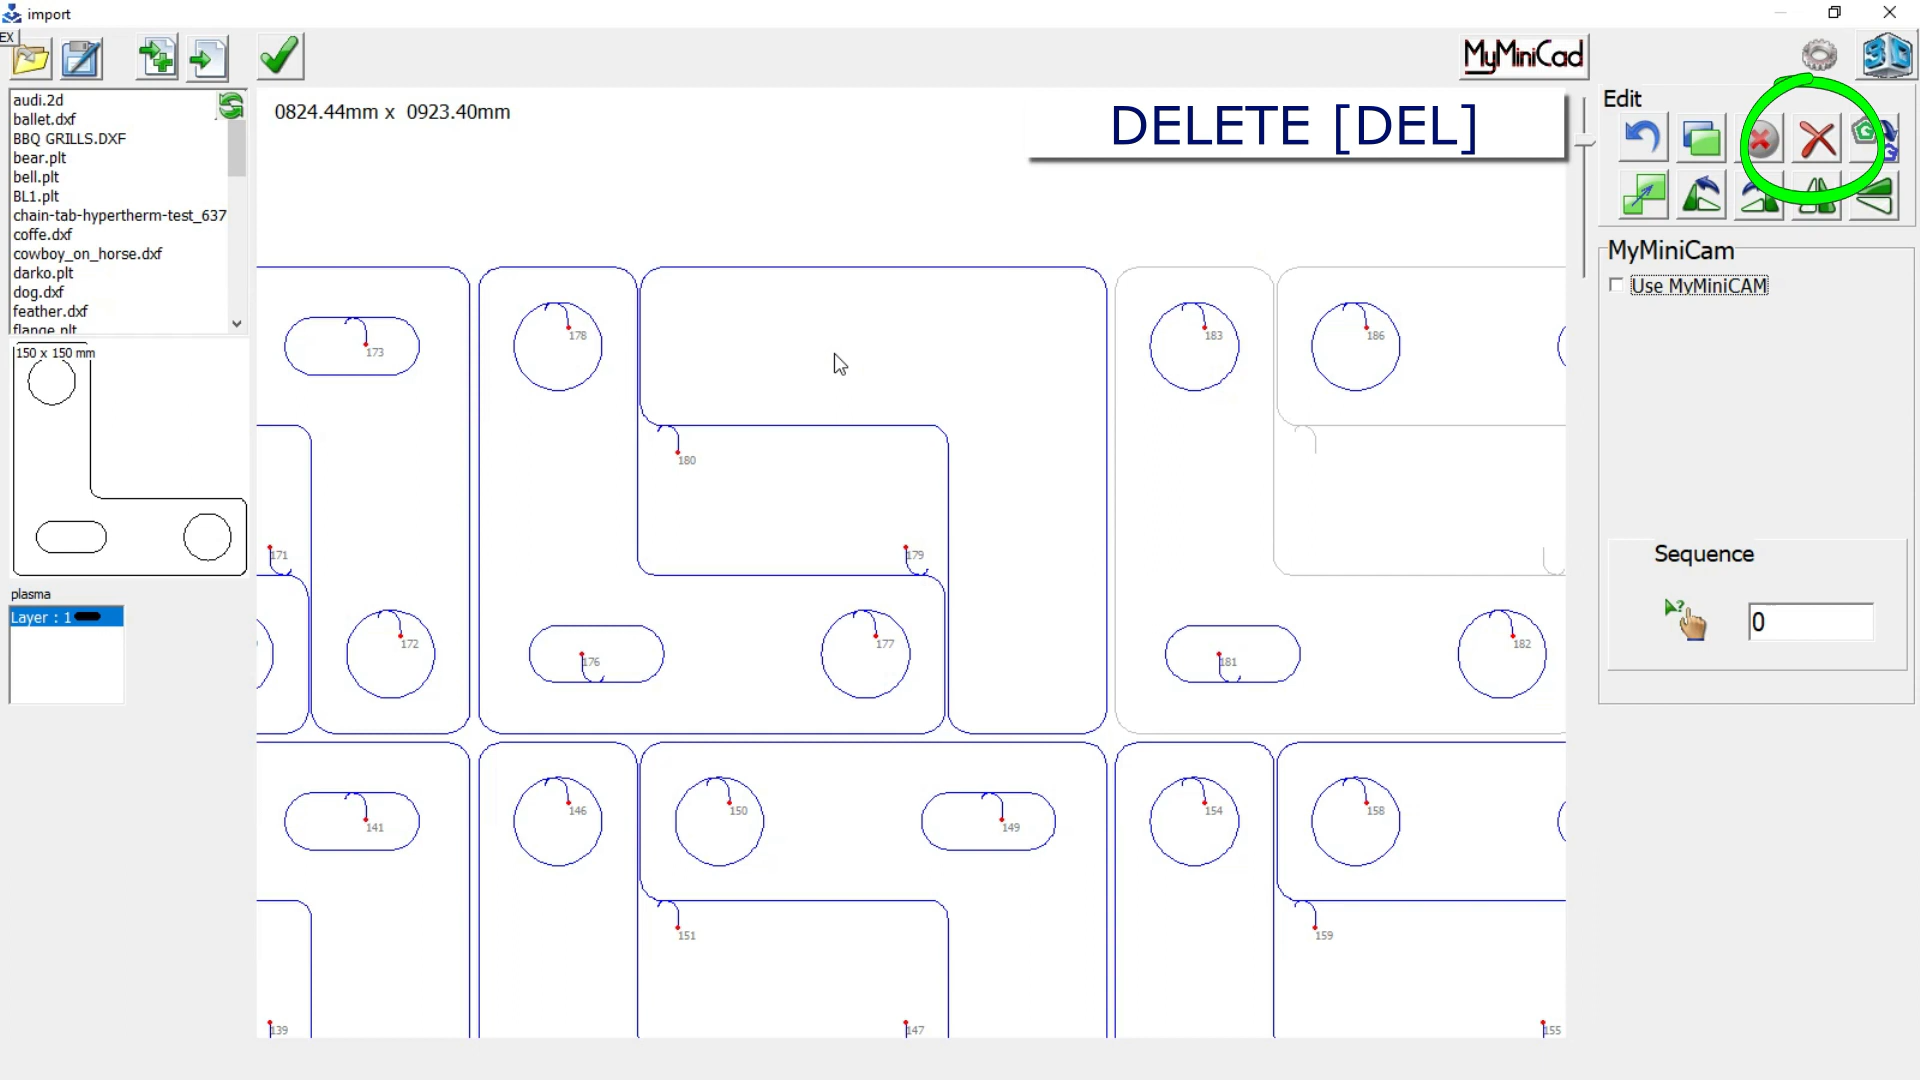 import
EX
MyMiniCad
3D
audi.2d
ballet.dxf
BBQ GRILLS.DXF
bear.plt
bell.plt
BL1.plt
chain-tab-hypertherm-test_637
coffe.dxf
cowboy_on_horse.dxf
darko.plt
dog.dxf
feather.dxf
flange.plt
150 x 150 mm
plasma
Layer : 1
0824.44mm x 0923.40mm
DELETE [DEL]
173
178
183
186
180
171
179
172
176
177
181
182
141
146
150
149
154
158
151
159
139
147
155
Edit
MyMiniCam
Use MyMiniCAM
Sequence
0